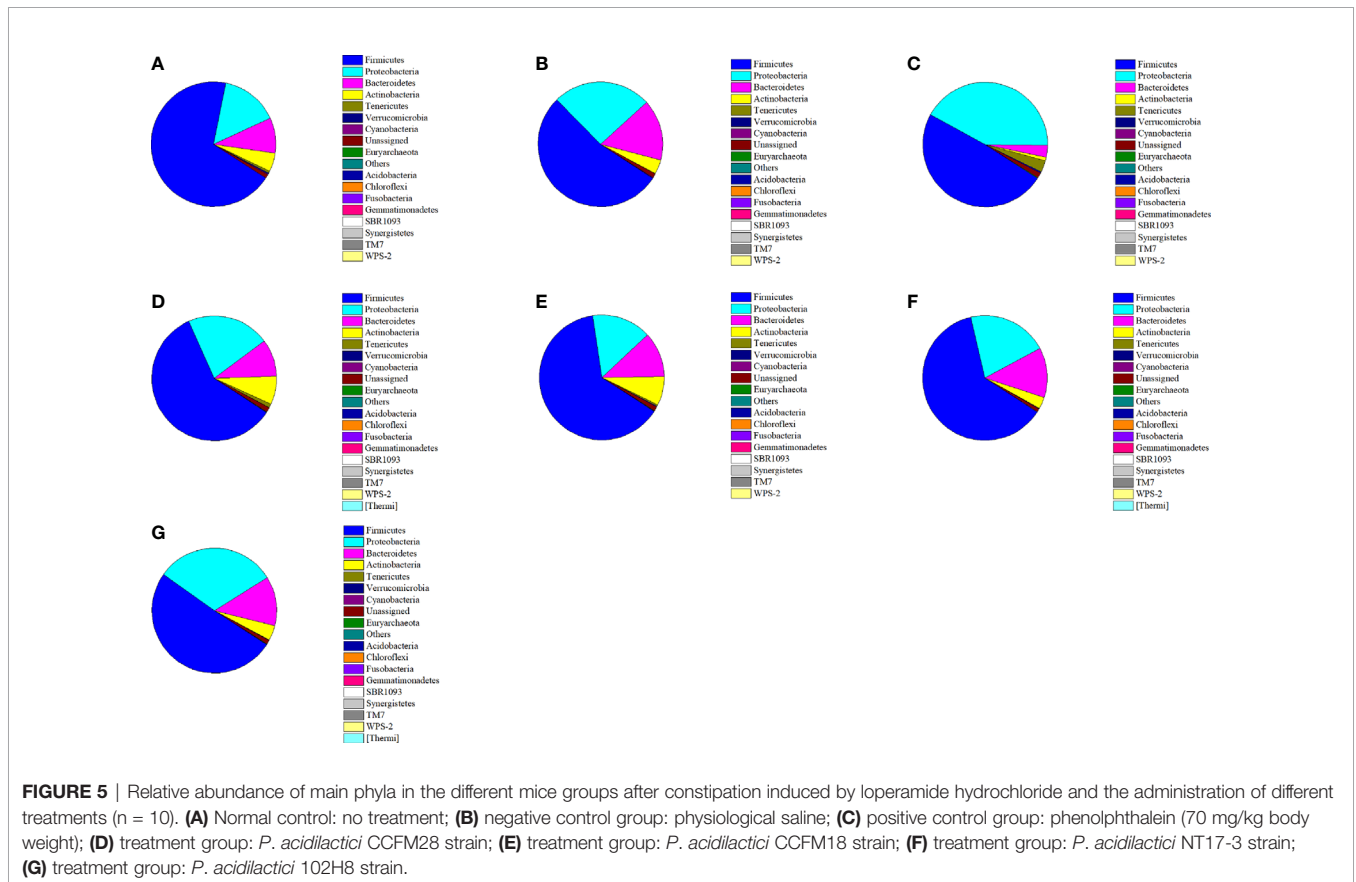 A
Firmicutes
Proteobacteria
Bacteroidetes
Actinobacteria
Tenericutes
Verrucomicrobia
Cyanobacteria
Unassigned
Euryarchaeota
Others
Acidobacteria
Chloroflexi
Fusobacteria
Gemmatimonadetes
SBR1093
Synergistetes
TM7
WPS-2
B
Firmicutes
Proteobacteria
Bacteroidetes
Actinobacteria
Tenericutes
Verrucomicrobia
Cyanobacteria
Unassigned
Euryarchaeota
Others
Acidobacteria
Chloroflexi
Fusobacteria
Gemmatimonadetes
SBR1093
Synergistetes
TM7
WPS-2
C
Firmicutes
Proteobacteria
Bacteroidetes
Actinobacteria
Tenericutes
Verrucomicrobia
Cyanobacteria
Unassigned
Euryarchaeota
Others
Acidobacteria
Chloroflexi
Fusobacteria
Gemmatimonadetes
SBR1093
Synergistetes
TM7
WPS-2
D
Firmicutes
Proteobacteria
Bacteroidetes
Actinobacteria
Tenericutes
Verrucomicrobia
Cyanobacteria
Unassigned
Euryarchaeota
Others
Acidobacteria
Chloroflexi
Fusobacteria
Gemmatimonadetes
SBR1093
Synergistetes
TM7
WPS-2
[Thermi]
E
Firmicutes
Proteobacteria
Bacteroidetes
Actinobacteria
Tenericutes
Verrucomicrobia
Cyanobacteria
Unassigned
Euryarchaeota
Others
Acidobacteria
Chloroflexi
Fusobacteria
Gemmatimonadetes
SBR1093
Synergistetes
TM7
WPS-2
F
Firmicutes
Proteobacteria
Bacteroidetes
Actinobacteria
Tenericutes
Verrucomicrobia
Cyanobacteria
Unassigned
Euryarchaeota
Others
Acidobacteria
Chloroflexi
Fusobacteria
Gemmatimonadetes
SBR1093
Synergistetes
TM7
WPS-2
[Thermi]
G
Firmicutes
Proteobacteria
Bacteroidetes
Actinobacteria
Tenericutes
Verrucomicrobia
Cyanobacteria
Unassigned
Euryarchaeota
Others
Acidobacteria
Chloroflexi
Fusobacteria
Gemmatimonadetes
SBR1093
Synergistetes
TM7
WPS-2
[Thermi]
FIGURE 5 | Relative abundance of main phyla in the different mice groups after constipation induced by loperamide hydrochloride and the administration of different
treatments (n = 10). (A) Normal control: no treatment; (B) negative control group: physiological saline; (C) positive control group: phenolphthalein (70 mg/kg body
weight); (D) treatment group: P. acidilactici CCFM28 strain; (E) treatment group: P. acidilactici CCFM18 strain; (F) treatment group: P. acidilactici NT17-3 strain;
(G) treatment group: P. acidilactici 102H8 strain.